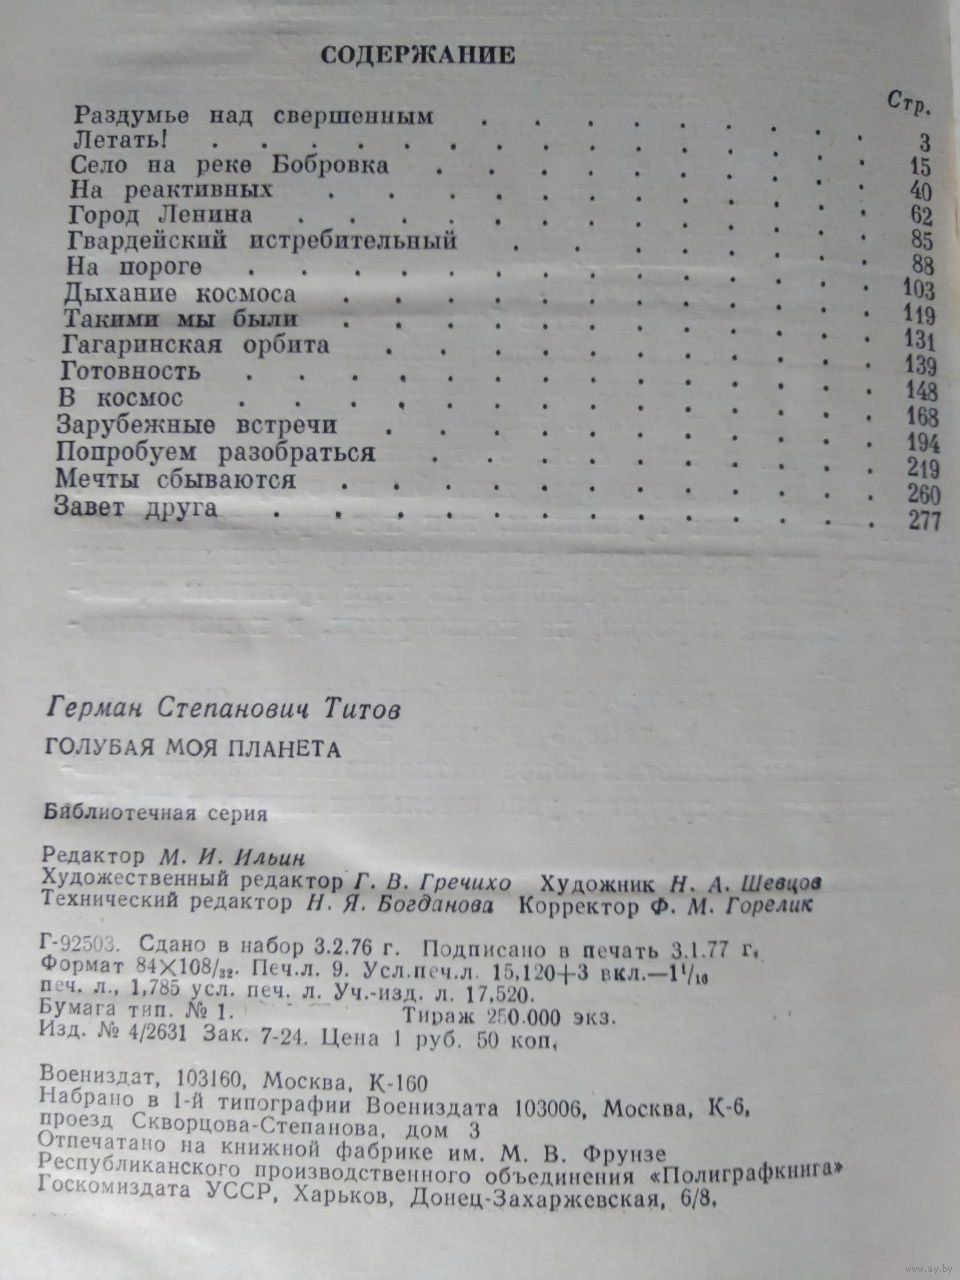 СОДЕРЖАНИЕ
Стр.
Раздумье над свершенным . . . . . . . . 3
Летать! . . . . . . . . . . . . 15
Село на реке Бобровка . . . . . . . . . 40
На реактивных . . . . . . . . . . 62
Город Ленина . . . . . . . . . . . 85
Гвардейский истребительный . . . . . . . 88
На пороге . . . . . . . . . . . . 103
Дыхание космоса . . . . . . . . . . 119
Такими мы были . . . . . . . . . . 131
Гагаринская орбита . . . . . . . . . 139
Готовность . . . . . . . . . . . . 148
В космос . . . . . . . . . . . . 168
Зарубежные встречи . . . . . . . . . 194
Попробуем разобраться . . . . . . . . . 219
Мечты сбываются . . . . . . . . . . 260
Завет друга . . . . . . . . . . . 277
Герман Степанович Титов
ГОЛУБАЯ МОЯ ПЛАНЕТА
Библиотечная серия
Редактор М. И. Ильин
Художественный редактор Г. В. Гречихо Художник Н. А. Шевцов
Технический редактор Н. Я. Богданова Корректор Ф. М. Горелик
Г-92503. Сдано в набор 3.2.76 г. Подписано в печать 3.1.77 г.
Формат 84×108/32. Печ.л. 9. Усл.печ.л. 15,120+3 вкл.—1 1/16
печ. л., 1,785 усл. печ. л. Уч.-изд. л. 17,520.
Бумага тип. № 1. Тираж 250.000 экз.
Изд. № 4/2631 Зак. 7-24. Цена 1 руб. 50 коп.
Воениздат, 103160, Москва, К-160
Набрано в 1-й типографии Воениздата 103006, Москва, К-6,
проезд Скворцова-Степанова, дом 3
Отпечатано на книжной фабрике им. М. В. Фрунзе
Республиканского производственного объединения «Полиграфкнига»
Госкомиздата УССР, Харьков, Донец-Захаржевская, 6/8.
www.ay.by